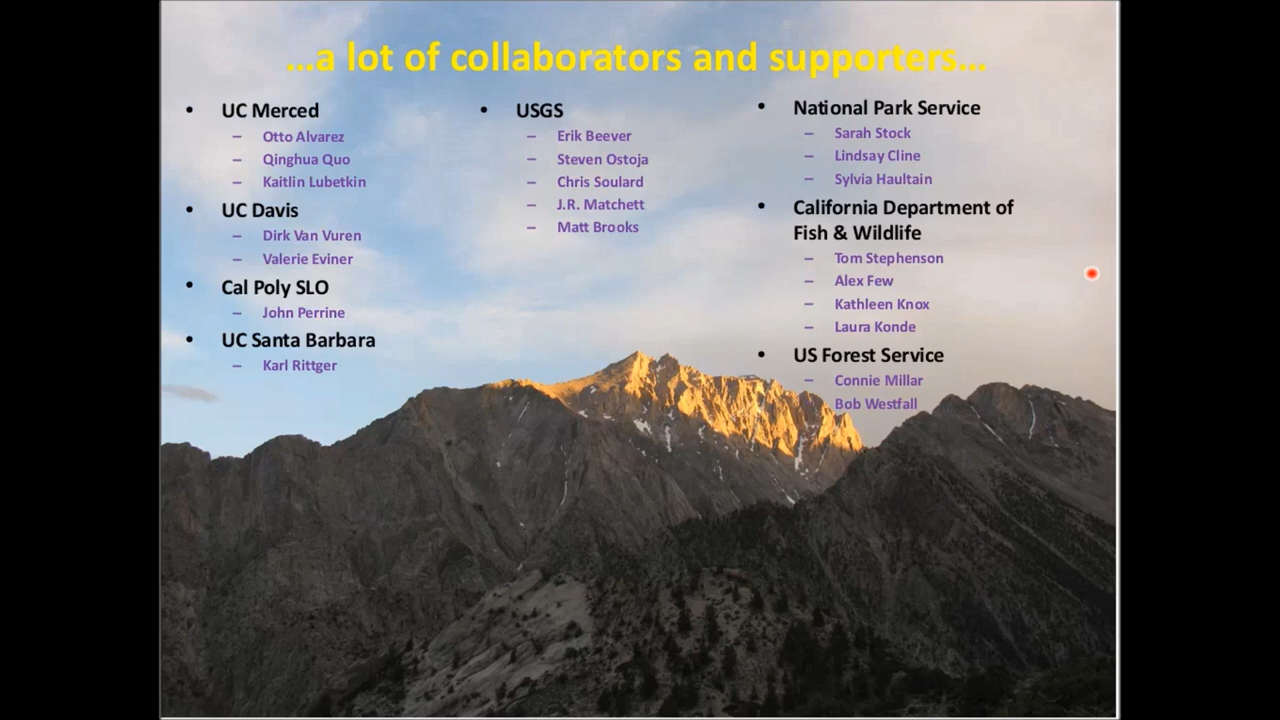 …a lot of collaborators and supporters…
• UC Merced
– Otto Alvarez
– Qinghua Quo
– Kaitlin Lubetkin
• UC Davis
– Dirk Van Vuren
– Valerie Eviner
• Cal Poly SLO
– John Perrine
• UC Santa Barbara
– Karl Rittger
• USGS
– Erik Beever
– Steven Ostoja
– Chris Soulard
– J.R. Matchett
– Matt Brooks
• National Park Service
– Sarah Stock
– Lindsay Cline
– Sylvia Haultain
• California Department of
Fish & Wildlife
– Tom Stephenson
– Alex Few
– Kathleen Knox
– Laura Konde
• US Forest Service
– Connie Millar
– Bob Westfall